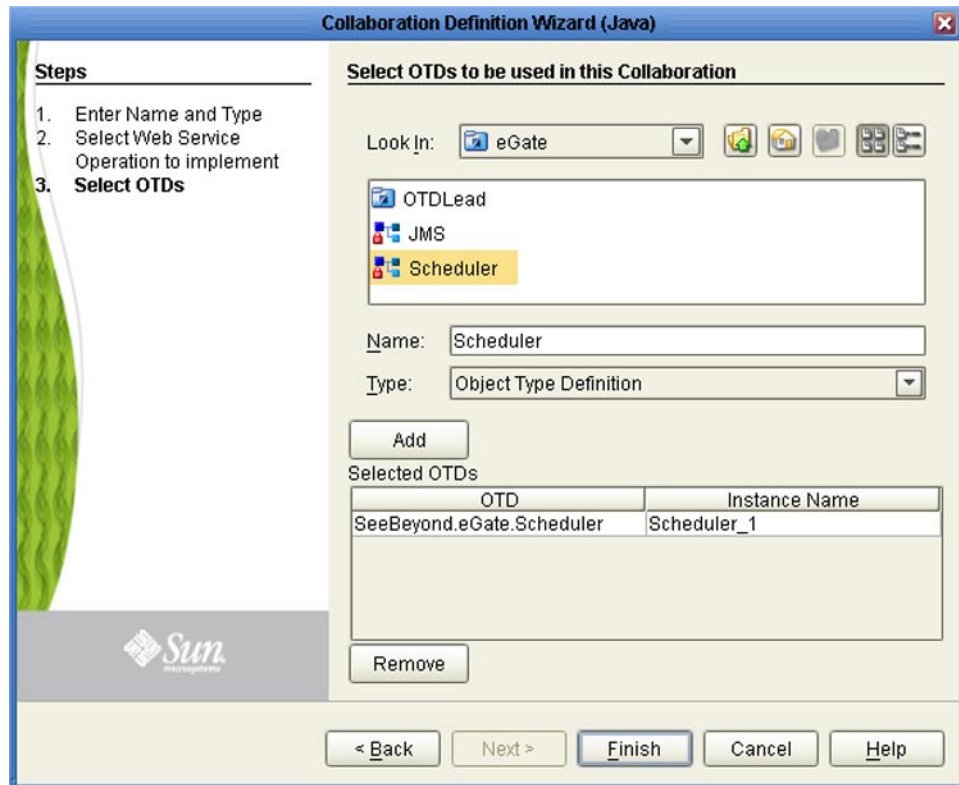 Collaboration Definition Wizard (Java)
Steps
1. Enter Name and Type
2. Select Web Service
Operation to implement
3. Select OTDs
Select OTDs to be used in this Collaboration
Look In: eGate
OTDLead
JMS
Scheduler
Name: Scheduler
Type: Object Type Definition
Add
Selected OTDs
OTD Instance Name
SeeBeyond.eGate.Scheduler Scheduler_1
Sun
microsystems
Remove
< Back Next > Finish Cancel Help